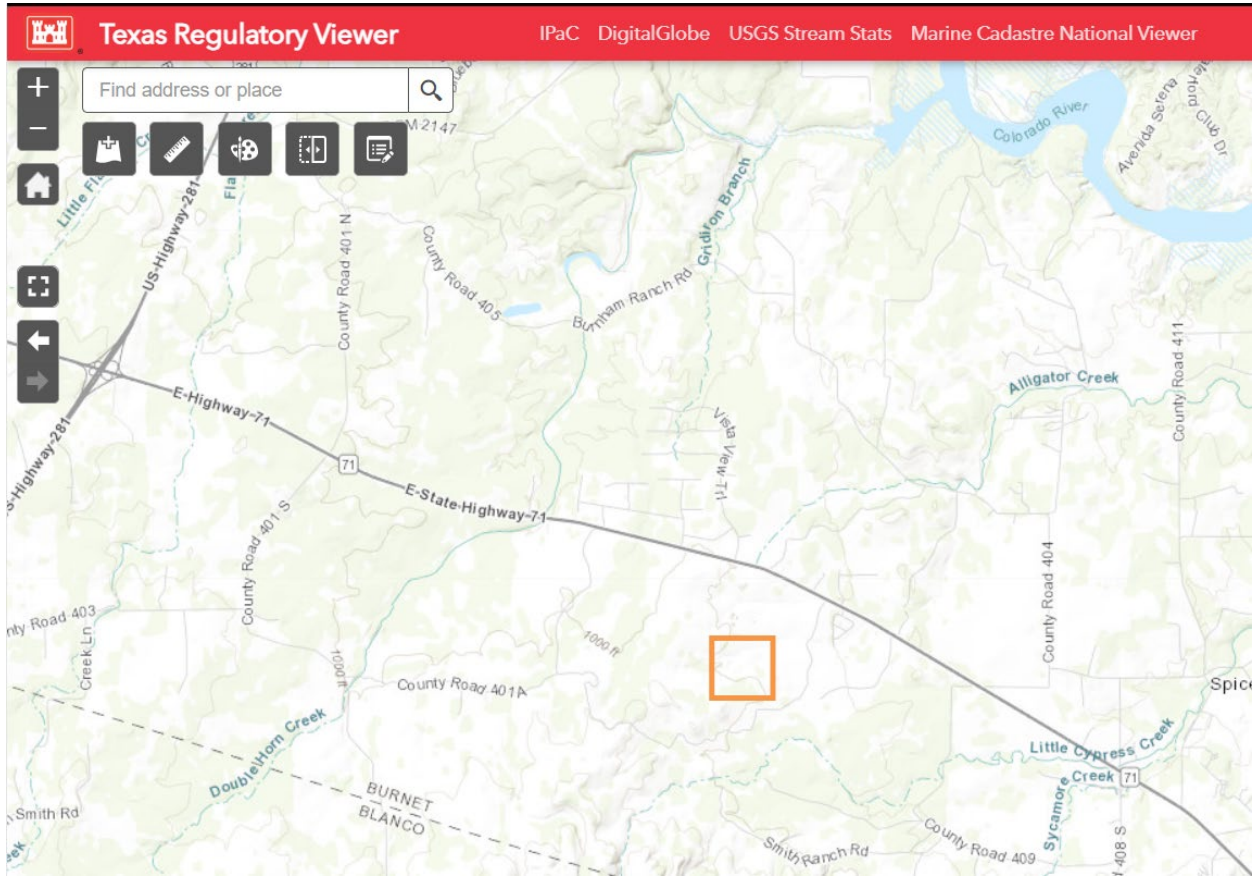 Texas Regulatory Viewer
IPaC DigitalGlobe USGS Stream Stats Marine Cadastre National Viewer
Find address or place
281
2147
Colorado River
Avenida Serena
Club Dr
Little
US-Highway-281
County Road 401 N
County Road 405
Gridiron Branch
Burnham Ranch Rd
County Road 411
Alligator Creek
E-Highway-71
Vista View Trl
71
E-State-Highway-71
County Road 401 S
County Road 404
Road 403
Creek Ln
1000 ft
1000 ft
County Road 401A
Double Horn Creek
Little Cypress Creek
71
Sycamore Creek
BURNET
BLANCO
Smith Rd
Smith Ranch Rd
County Road 409
408 S